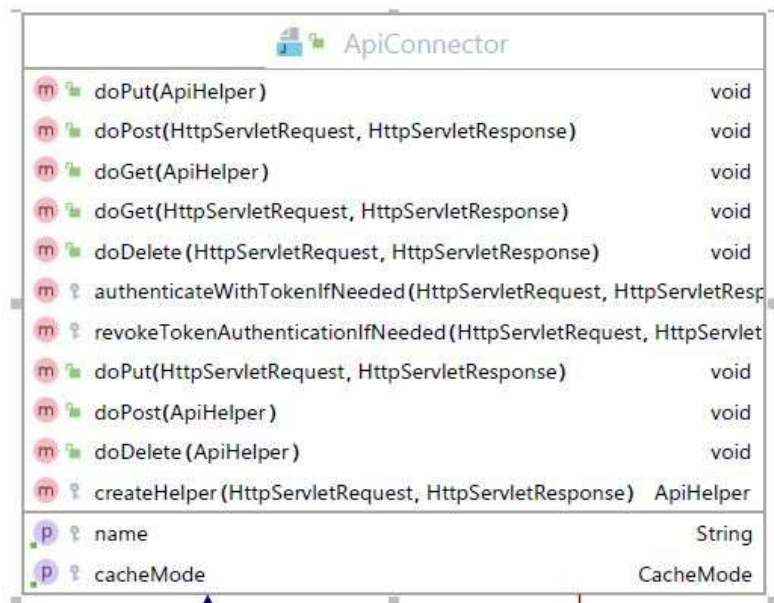 ApiConnector
doPut(ApiHelper) void
doPost(HttpServletRequest, HttpServletResponse) void
doGet(ApiHelper) void
doGet(HttpServletRequest, HttpServletResponse) void
doDelete(HttpServletRequest, HttpServletResponse) void
authenticateWithTokenIfNeeded(HttpServletRequest, HttpServletResp
revokeTokenAuthenticationIfNeeded(HttpServletRequest, HttpServlet
doPut(HttpServletRequest, HttpServletResponse) void
doPost(ApiHelper) void
doDelete(ApiHelper) void
createHelper(HttpServletRequest, HttpServletResponse) ApiHelper
name String
cacheMode CacheMode